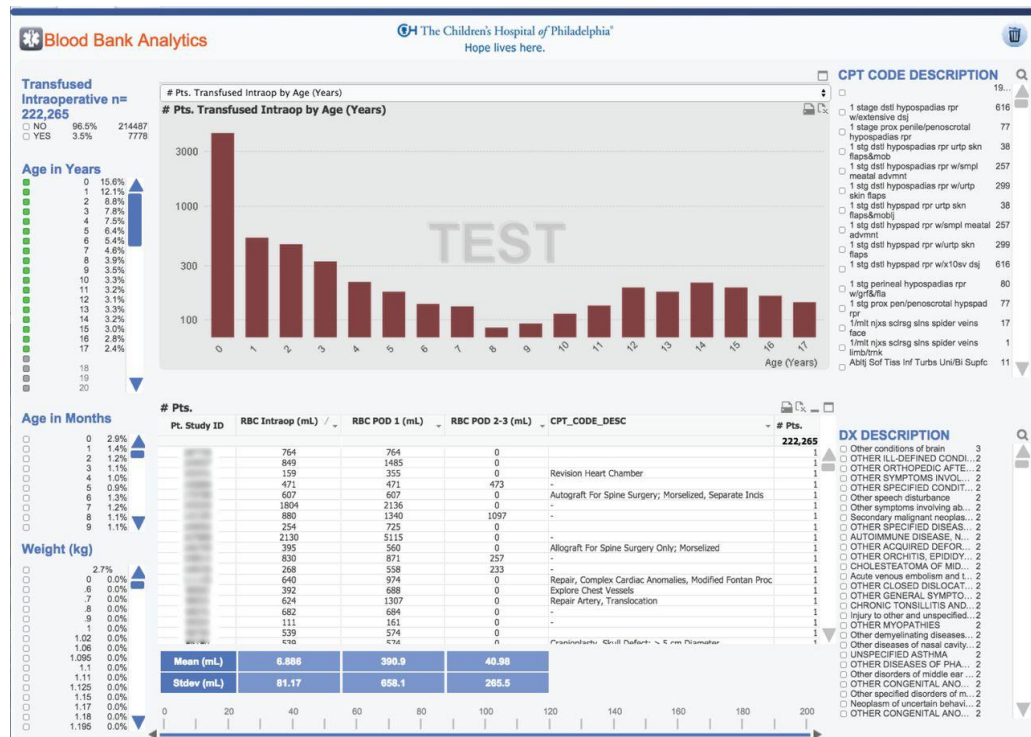 Blood Bank Analytics
The Children's Hospital of Philadelphia®
Hope lives here.
Transfused
Intraoperative n=
222,265
NO 96.5% 214487
YES 3.5% 7778
Age in Years
0 15.6%
1 12.1%
2 8.8%
3 7.8%
4 7.5%
5 6.4%
6 5.4%
7 4.6%
8 3.9%
9 3.5%
10 3.3%
11 3.2%
12 3.1%
13 3.3%
14 3.2%
15 3.0%
16 2.8%
17 2.4%
18
19
20
# Pts. Transfused Intraop by Age (Years)
# Pts. Transfused Intraop by Age (Years)
TEST
3000
1000
300
100
0 1 2 3 4 5 6 7 8 9 10 11 12 13 14 15 16 17
Age (Years)
CPT CODE DESCRIPTION
19...
1 stage dstl hypospadias rpr 616
w/extensive dsj
1 stage prox penile/penoscrotal 77
hypospadias rpr
1 stg dstl hypospadias rpr urtp skn 38
flaps&mob
1 stg dstl hypospadias rpr w/smpl 257
meatal advmnt
1 stg dstl hypospadias rpr w/urtp 299
skin flaps
1 stg dstl hypspad rpr urtp skn 38
flaps&moblj
1 stg dstl hypspad rpr w/smpl meatal 257
advmnt
1 stg dstl hypspad rpr w/urtp skn 299
flaps
1 stg dstl hypspad rpr w/x10sv dsj 616
1 stg perineal hypospadias rpr 80
w/grf&/fla
1 stg prox pen/penoscrotal hypspad 77
rpr
1/mlt njxs sclrsg slns spider veins 17
face
1/mlt njxs sclrsg slns spider veins 1
limb/trnk
Abltj Sof Tiss Inf Turbs Uni/Bi Supfc 11
Age in Months
0 2.9%
1 1.4%
2 1.2%
3 1.1%
4 1.0%
5 0.9%
6 1.3%
7 1.2%
8 1.1%
9 1.1%
Weight (kg)
2.7%
0 0.0%
.6 0.0%
.7 0.0%
.8 0.0%
.9 0.0%
1 0.0%
1.02 0.0%
1.06 0.0%
1.095 0.0%
1.1 0.0%
1.11 0.0%
1.125 0.0%
1.15 0.0%
1.17 0.0%
1.18 0.0%
1.195 0.0%
# Pts.
Pt. Study ID RBC Intraop (mL) / RBC POD 1 (mL) RBC POD 2-3 (mL) CPT_CODE_DESC # Pts.
222,265
764 764 0 1
849 1485 0 1
159 355 0 Revision Heart Chamber 1
471 471 473 - 1
607 607 0 Autograft For Spine Surgery; Morselized, Separate Incis 1
1804 2136 0 - 1
880 1340 1097 - 1
254 725 0 1
2130 5115 0 - 1
395 560 0 Allograft For Spine Surgery Only; Morselized 1
830 871 257 - 1
268 558 233 - 1
640 974 0 Repair, Complex Cardiac Anomalies, Modified Fontan Proc 1
392 688 0 Explore Chest Vessels 1
624 1307 0 Repair Artery, Translocation 1
682 684 0 - 1
111 161 0 - 1
539 574 0 1
539 574 0 Cranioplasty, Skull Defect; > 5 cm Diameter 1
Mean (mL) 6.886 390.9 40.98
Stdev (mL) 81.17 658.1 265.5
0 20 40 60 80 100 120 140 160 180 200
DX DESCRIPTION
Other conditions of brain 3
OTHER ILL-DEFINED CONDI... 2
OTHER ORTHOPEDIC AFTE... 2
OTHER SYMPTOMS INVOL... 2
OTHER SPECIFIED CONDIT... 2
Other speech disturbance 2
Other symptoms involving ab... 2
Secondary malignant neoplas... 2
OTHER SPECIFIED DISEAS... 2
AUTOIMMUNE DISEASE, N... 2
OTHER ACQUIRED DEFOR... 2
OTHER ORCHITIS, EPIDIDY... 2
CHOLESTEATOMA OF MID... 2
Acute venous embolism and t... 2
OTHER CLOSED DISLOCAT... 2
OTHER GENERAL SYMPTO... 2
CHRONIC TONSILLITIS AND... 2
Injury to other and unspecified... 2
OTHER MYOPATHIES 2
Other demyelinating diseases... 2
Other diseases of nasal cavity... 2
UNSPECIFIED ASTHMA 2
OTHER DISEASES OF PHA... 2
Other disorders of middle ear ... 2
OTHER CONGENITAL ANO... 2
Other specified disorders of m... 2
Neoplasm of uncertain behavi... 2
OTHER CONGENITAL ANO... 2